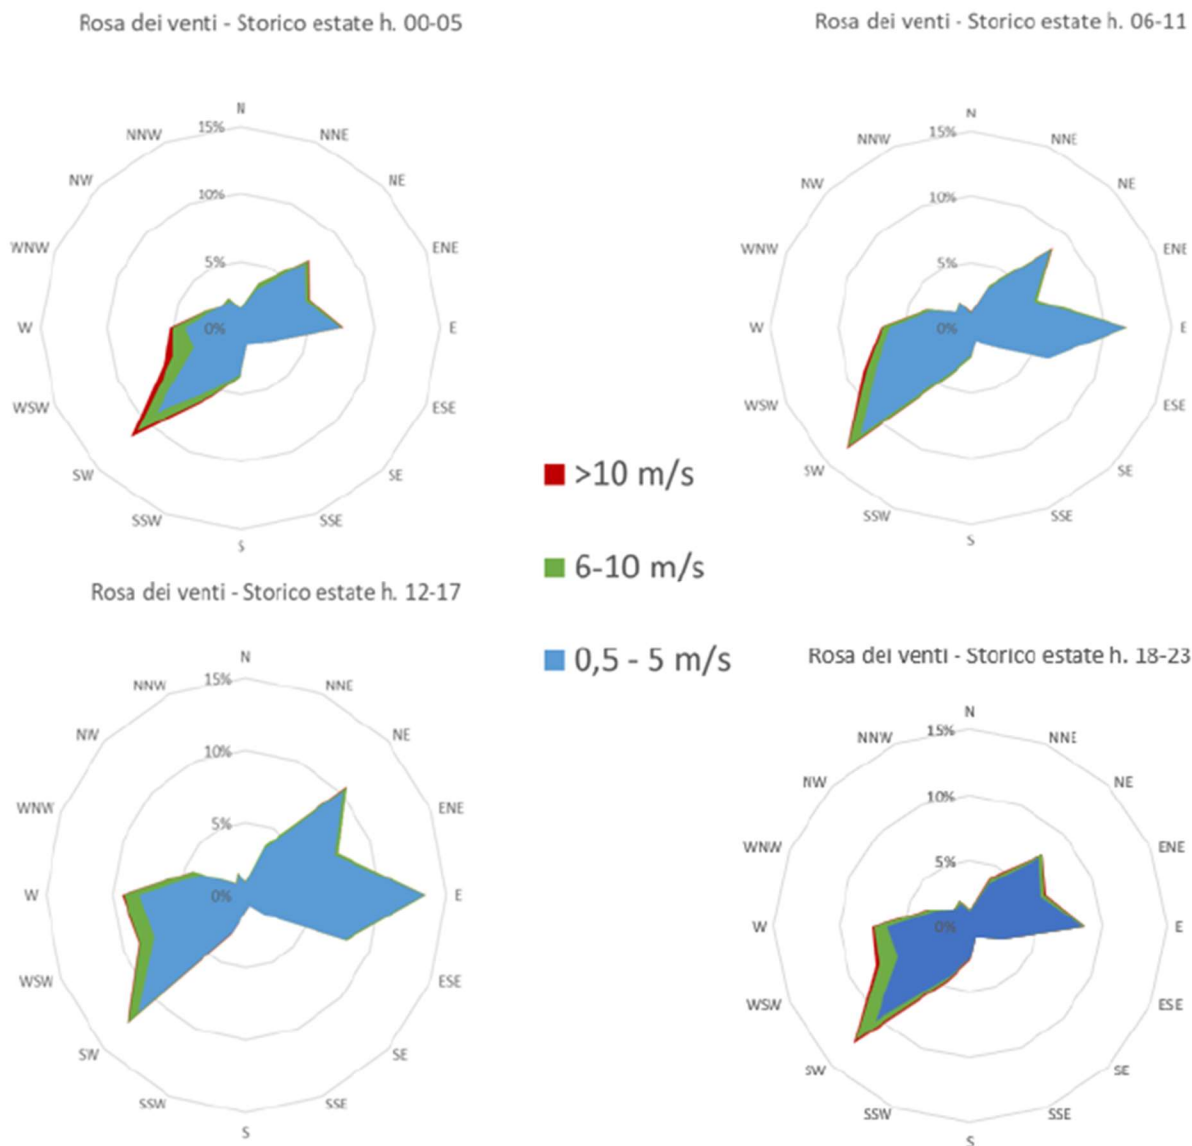 Rosa dei venti - Storico estate h. 00-05
N
NNE
NE
ENE
E
ESE
SE
SSE
S
SSW
SW
WSW
W
WNW
NW
NNW
15%
10%
5%
0%
Rosa dei venti - Storico estate h. 06-11
N
NNE
NE
ENE
E
ESE
SE
SSE
S
SSW
SW
WSW
W
WNW
NW
NNW
15%
10%
5%
0%
>10 m/s
6-10 m/s
0,5 - 5 m/s
Rosa dei venti - Storico estate h. 12-17
N
NNE
NE
ENE
E
ESE
SE
SSE
S
SSW
SW
WSW
W
WNW
NW
NNW
15%
10%
5%
0%
Rosa dei venti - Storico estate h. 18-23
N
NNE
NE
ENE
E
ESE
SE
SSE
S
SSW
SW
WSW
W
WNW
NW
NNW
15%
10%
5%
0%